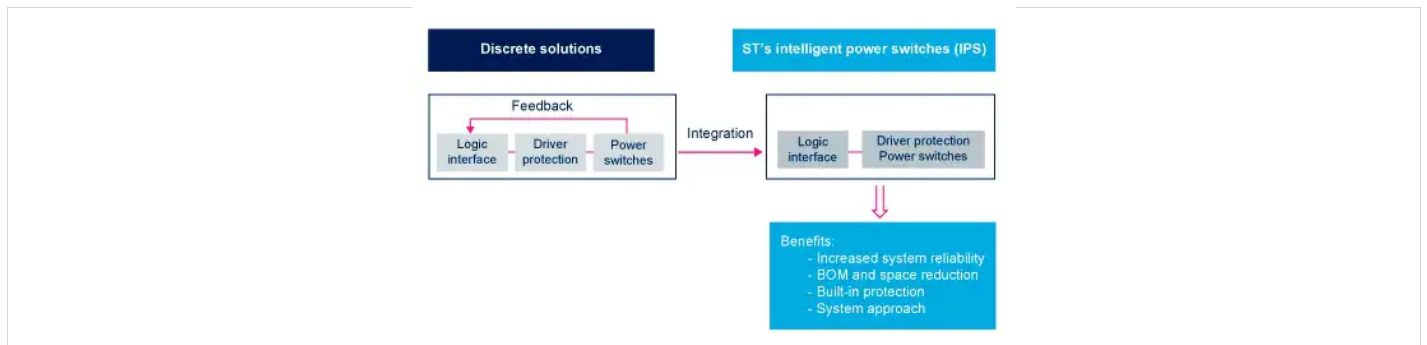 Discrete solutions
ST's intelligent power switches (IPS)
Feedback
Logic
interface
Driver
protection
Power
switches
Integration
Logic
interface
Driver protection
Power switches
Benefits:
- Increased system reliability
- BOM and space reduction
- Built-in protection
- System approach